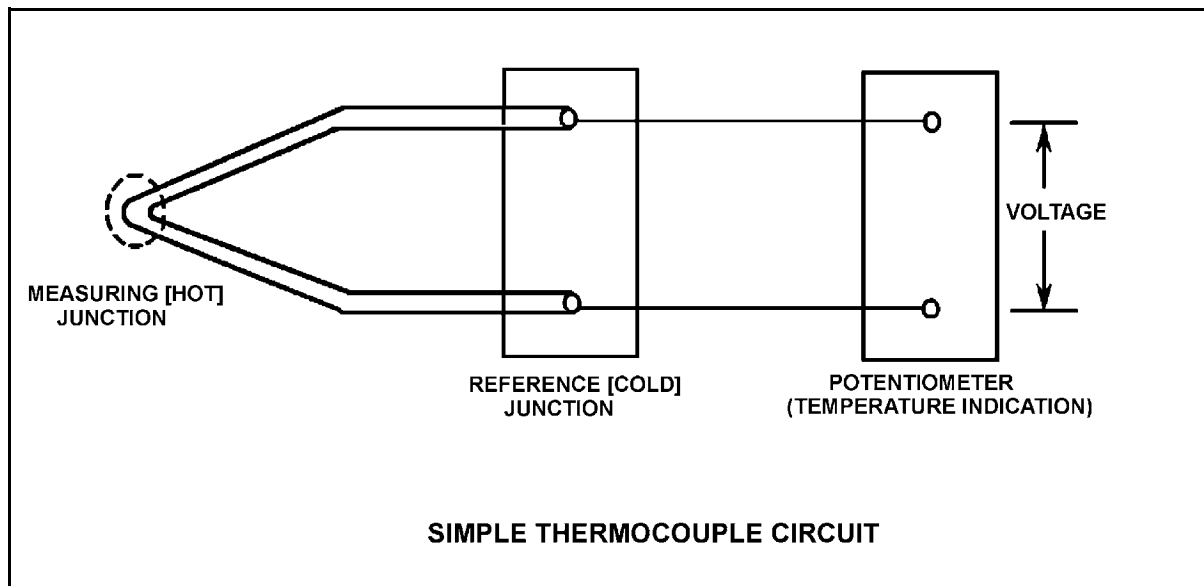 VOLTAGE
MEASURING [HOT]
JUNCTION
REFERENCE [COLD]
JUNCTION
POTENTIOMETER
(TEMPERATURE INDICATION)
SIMPLE THERMOCOUPLE CIRCUIT